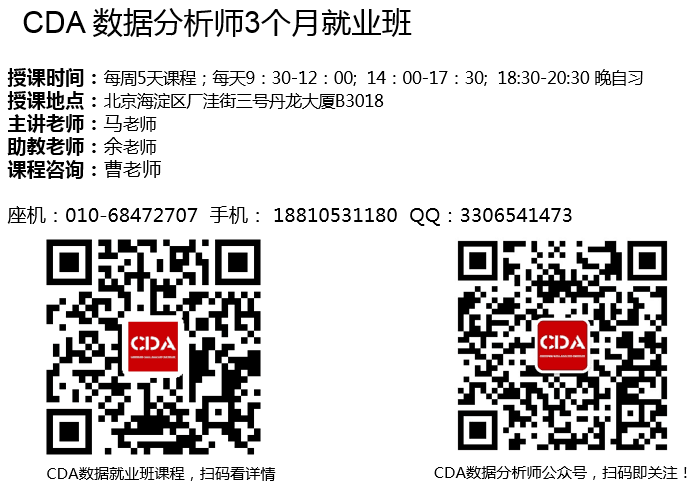 CDA 数据分析师3个月就业班
授课时间：每周5天课程；每天9：30-12：00; 14：00-17：30; 18:30-20:30 晚自习
授课地点：北京海淀区厂洼街三号丹龙大厦B3018
主讲老师：马老师
助教老师：余老师
课程咨询：曹老师
座机：010-68472707 手机： 18810531180 QQ：3306541473
CDA
CDA
CDA数据就业班课程，扫码看详情
CDA数据分析师公众号，扫码即关注！